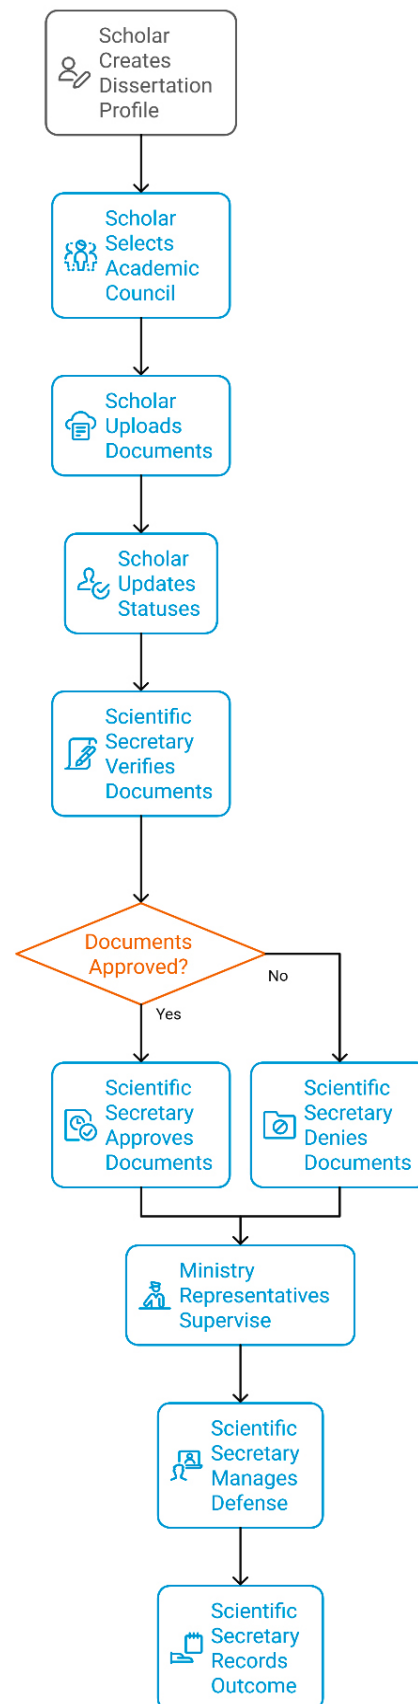 Scholar
Creates
Dissertation
Profile
Scholar
Selects
Academic
Council
Scholar
Uploads
Documents
Scholar
Updates
Statuses
Scientific
Secretary
Verifies
Documents
Documents
Approved?
No
Yes
Scientific
Secretary
Approves
Documents
Scientific
Secretary
Denies
Documents
Ministry
Representatives
Supervise
Scientific
Secretary
Manages
Defense
Scientific
Secretary
Records
Outcome